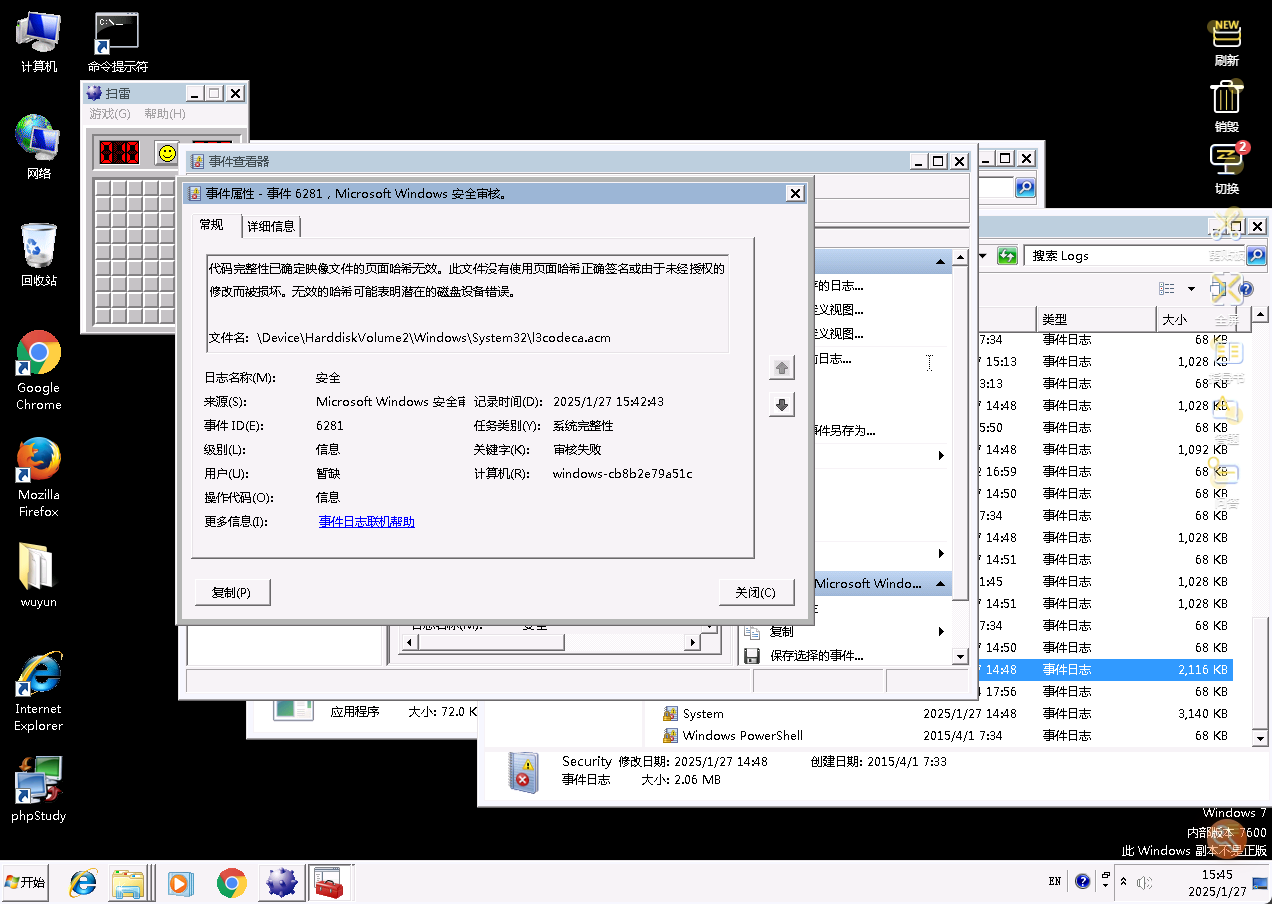 计算机
命令提示符
网络
回收站
Google
Chrome
Mozilla
Firefox
wuyun
Internet
Explorer
phpStudy
扫雷
游戏(G) 帮助(H)
事件查看器
事件属性 - 事件 6281，Microsoft Windows 安全审核。
常规
详细信息
代码完整性已确定映像文件的页面哈希无效。此文件没有使用页面哈希正确签名或由于未经授权的
修改而被损坏。无效的哈希可能表明潜在的磁盘设备错误。
文件名: \Device\HarddiskVolume2\Windows\System32\l3codeca.acm
日志名称(M): 安全
来源(S): Microsoft Windows 安全审 记录时间(D): 2025/1/27 15:42:43
事件 ID(E): 6281 任务类别(Y): 系统完整性
级别(L): 信息 关键字(K): 审核失败
用户(U): 暂缺 计算机(R): windows-cb8b2e79a51c
操作代码(O): 信息
更多信息(I): 事件日志联机帮助
复制(P)
关闭(C)
日志名称(M): 安全
的日志...
义视图...
义视图...
日志...
件另存为...
Microsoft Windo...
复制
保存选择的事件...
应用程序 大小: 72.0 K
搜索 Logs
类型 大小
7:34 事件日志 68 KB
15:13 事件日志 1,028 KB
3:13 事件日志 68 KB
14:48 事件日志 1,028 KB
5:50 事件日志 68 KB
14:48 事件日志 1,092 KB
16:59 事件日志 68 KB
14:50 事件日志 68 KB
7:34 事件日志 68 KB
14:48 事件日志 1,028 KB
14:51 事件日志 68 KB
1:45 事件日志 1,028 KB
14:51 事件日志 1,028 KB
7:34 事件日志 68 KB
14:50 事件日志 68 KB
14:48 事件日志 2,116 KB
17:56 事件日志 68 KB
System 2025/1/27 14:48 事件日志 3,140 KB
Windows PowerShell 2015/4/1 7:34 事件日志 68 KB
Security 修改日期: 2025/1/27 14:48 创建日期: 2015/4/1 7:33
事件日志 大小: 2.06 MB
NEW
刷新
销毁
2
切换
Windows 7
内部版本 7600
此 Windows 副本不是正版
开始
EN
15:45
2025/1/27